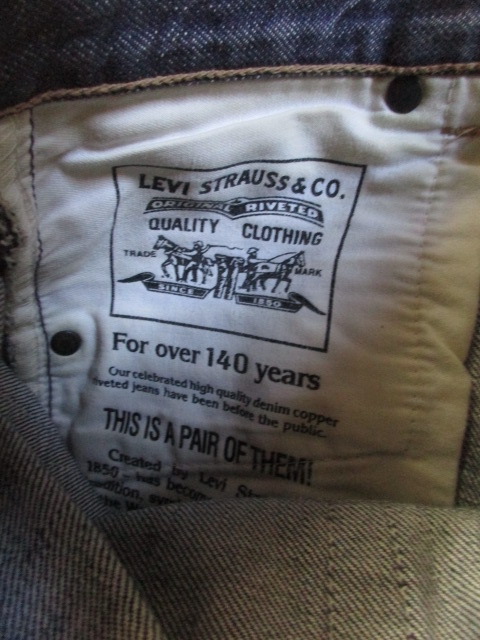 LEVI STRAUSS & CO.
ORIGINAL RIVETED
QUALITY CLOTHING
TRADE MARK
SINCE 1850
For over 140 years
Our celebrated high quality denim copper
riveted jeans have been before the public.
THIS IS A PAIR OF THEM!
Created by Levi
1850 - was